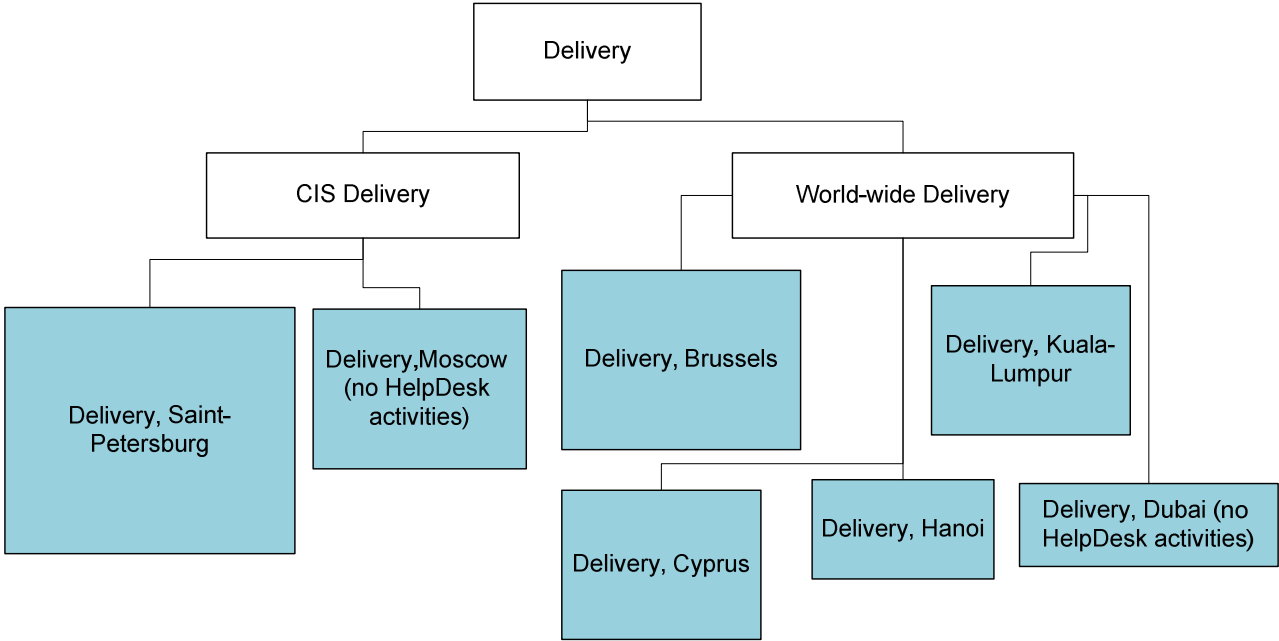 Delivery
CIS Delivery
World-wide Delivery
Delivery, Saint-
Petersburg
Delivery,Moscow
(no HelpDesk
activities)
Delivery, Brussels
Delivery, Kuala-
Lumpur
Delivery, Cyprus
Delivery, Hanoi
Delivery, Dubai (no
HelpDesk activities)